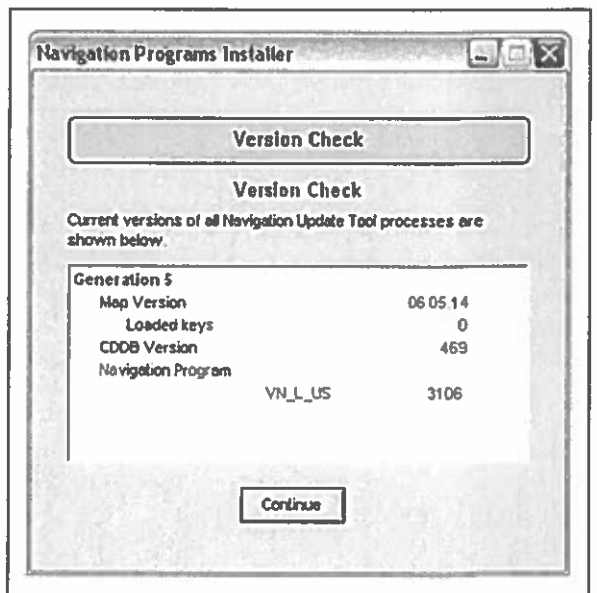 Navigation Programs Installer
Version Check
Version Check
Current versions of all Navigation Update Tool processes are
shown below.
Generation 5
Map Version 06.05.14
Loaded keys 0
CDDB Version 469
Navigation Program
VN_L_US 3106
Continue